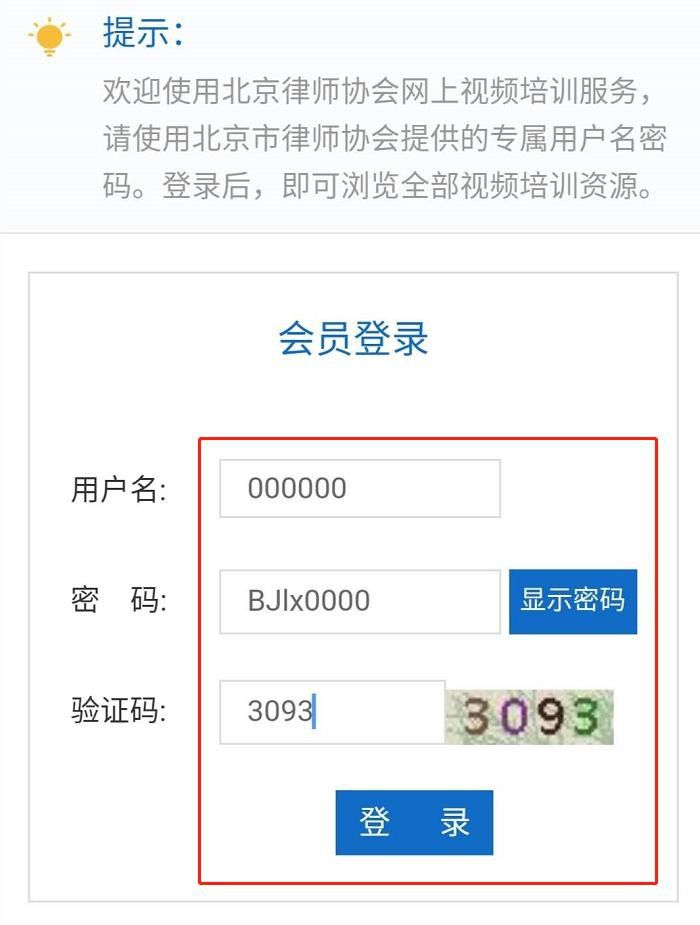 提示：
欢迎使用北京律师协会网上视频培训服务，
请使用北京市律师协会提供的专属用户名密
码。登录后，即可浏览全部视频培训资源。
会员登录
用户名: 000000
密 码: BJlx0000 显示密码
验证码: 3093 3093
登 录